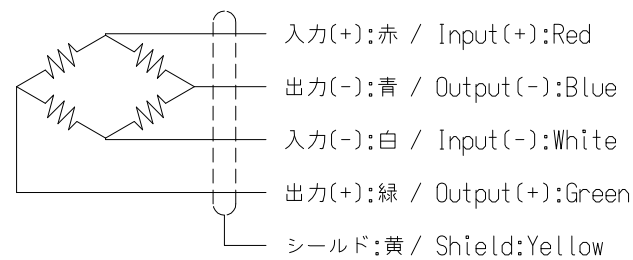 入力(+):赤 / Input(+):Red
出力(-):青 / Output(-):Blue
入力(-):白 / Input(-):White
出力(+):緑 / Output(+):Green
シールド:黄 / Shield:Yellow